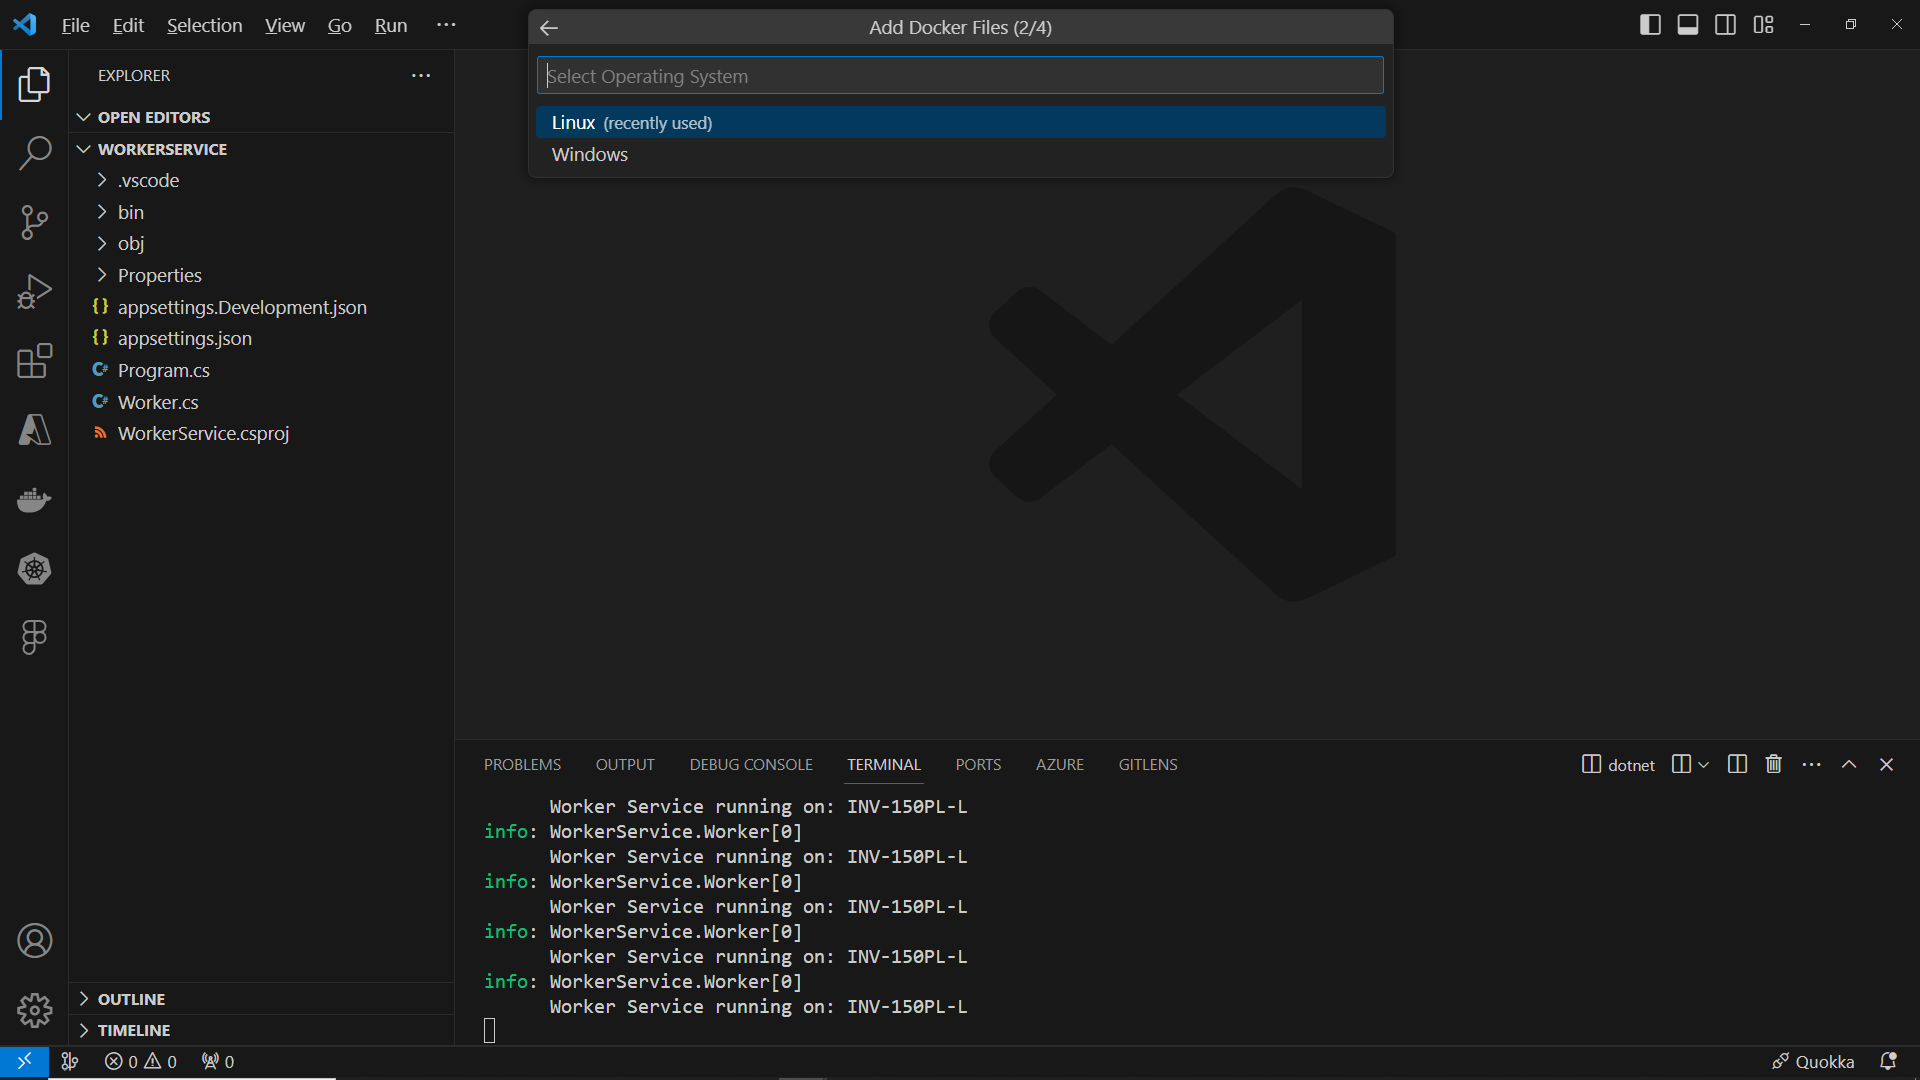 File Edit Selection View Go Run ···
Add Docker Files (2/4)
Select Operating System
Linux (recently used)
Windows
EXPLORER
OPEN EDITORS
WORKERSERVICE
.vscode
bin
obj
Properties
{} appsettings.Development.json
{} appsettings.json
C# Program.cs
C# Worker.cs
WorkerService.csproj
OUTLINE
TIMELINE
PROBLEMS OUTPUT DEBUG CONSOLE TERMINAL PORTS AZURE GITLENS
dotnet
Worker Service running on: INV-150PL-L
info: WorkerService.Worker[0]
Worker Service running on: INV-150PL-L
info: WorkerService.Worker[0]
Worker Service running on: INV-150PL-L
info: WorkerService.Worker[0]
Worker Service running on: INV-150PL-L
info: WorkerService.Worker[0]
Worker Service running on: INV-150PL-L
0 0 0 Quokka